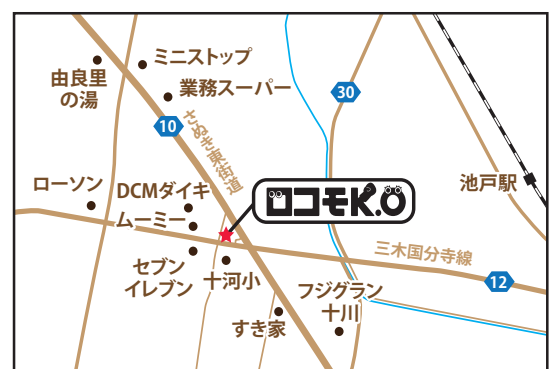 ミニストップ
由良里
の湯
業務スーパー
30
10
さぬき東街道
池戸駅
ローソン
DCMダイキ
ロコモK.O
ムーミー
三木国分寺線
セブン
イレブン
十河小
フジグラン
十川
12
すき家